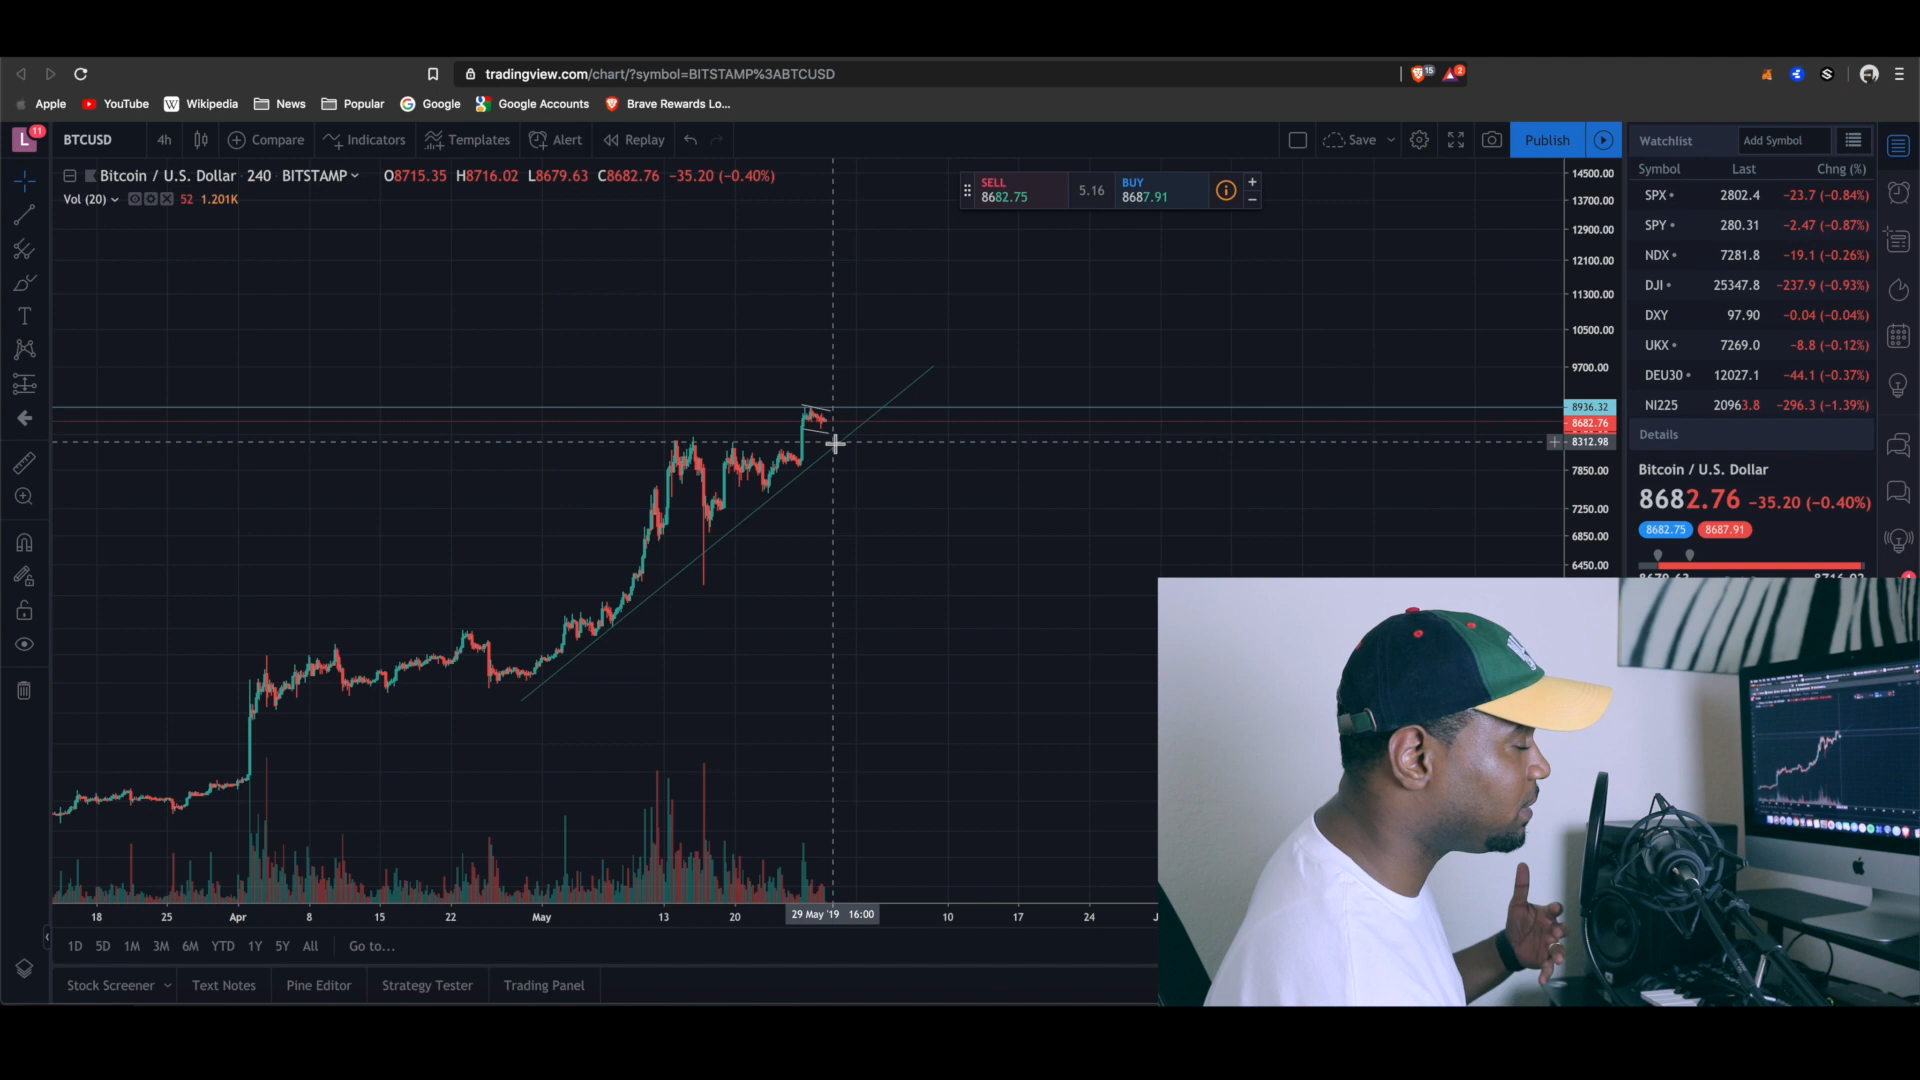 tradingview.com/chart/?symbol=BITSTAMP%3ABTCUSD
15
2
Apple YouTube Wikipedia News Popular Google Google Accounts Brave Rewards Lo...
L 11 BTCUSD 4h Compare Indicators Templates Alert Replay Save Publish Watchlist Add Symbol
Bitcoin / U.S. Dollar 240 BITSTAMP O8715.35 H8716.02 L8679.63 C8682.76 −35.20 (−0.40%)
Vol (20) 52 1.201K
SELL
8682.75
5.16
BUY
8687.91
14500.00
13700.00
12900.00
12100.00
11300.00
10500.00
9700.00
8936.32
8682.76
8312.98
7850.00
7250.00
6850.00
6450.00
Symbol Last Chng (%)
SPX 2802.4 −23.7 (−0.84%)
SPY 280.31 −2.47 (−0.87%)
NDX 7281.8 −19.1 (−0.26%)
DJI 25347.8 −237.9 (−0.93%)
DXY 97.90 −0.04 (−0.04%)
UKX 7269.0 −8.8 (−0.12%)
DEU30 12027.1 −44.1 (−0.37%)
NI225 20963.8 −296.3 (−1.39%)
Details
Bitcoin / U.S. Dollar
8682.76 −35.20 (−0.40%)
8682.75 8687.91
18 25 Apr 8 15 22 May 13 20 29 May '19 16:00 10 17 24
1D 5D 1M 3M 6M YTD 1Y 5Y All Go to...
Stock Screener Text Notes Pine Editor Strategy Tester Trading Panel